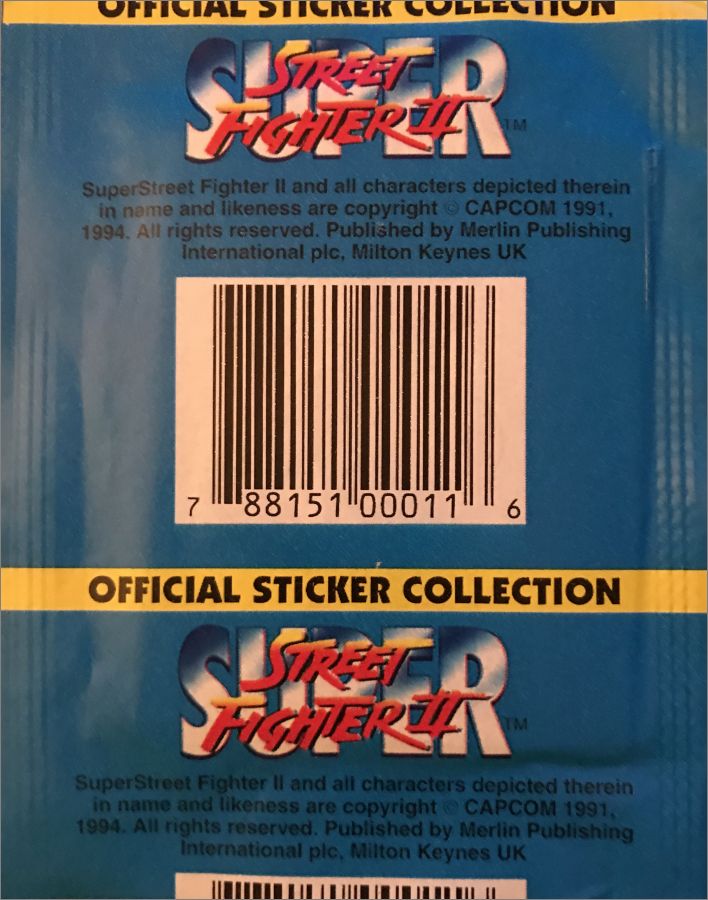 OFFICIAL STICKER COLLECTION
SUPER
STREET
FIGHTER II
TM
SuperStreet Fighter II and all characters depicted therein
in name and likeness are copyright © CAPCOM 1991,
1994. All rights reserved. Published by Merlin Publishing
International plc, Milton Keynes UK
7 88151 00011 6
OFFICIAL STICKER COLLECTION
SUPER
STREET
FIGHTER II
TM
SuperStreet Fighter II and all characters depicted therein
in name and likeness are copyright © CAPCOM 1991,
1994. All rights reserved. Published by Merlin Publishing
International plc, Milton Keynes UK